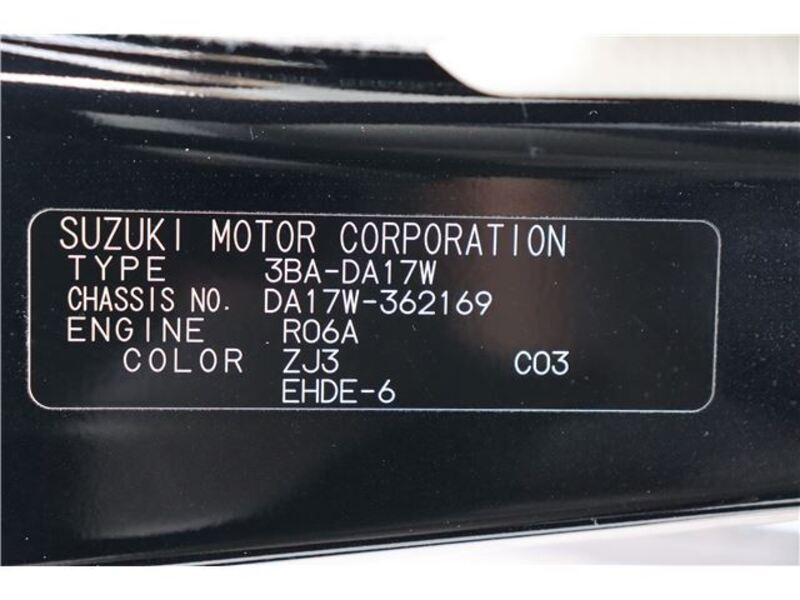 SUZUKI MOTOR CORPORATION
TYPE 3BA-DA17W
CHASSIS NO. DA17W-362169
ENGINE R06A
COLOR ZJ3 C03
EHDE-6